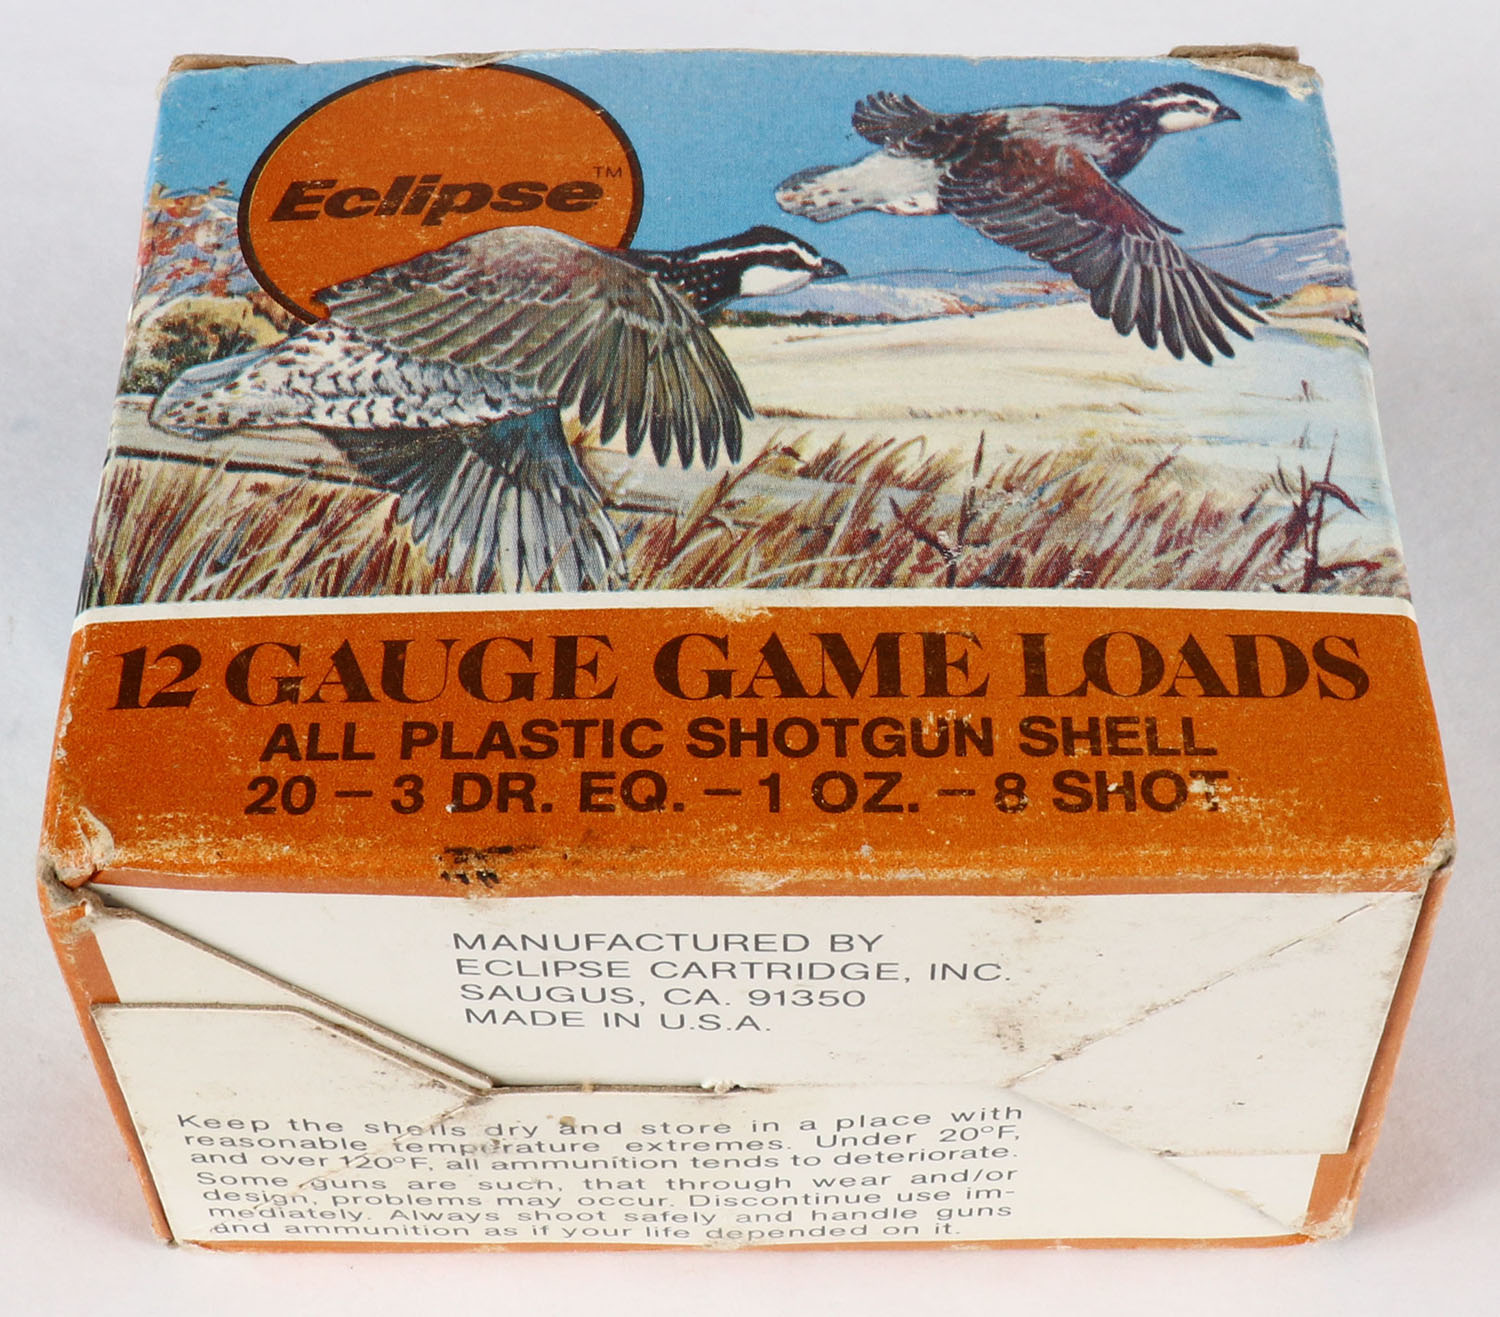 Eclipse™
12 GAUGE GAME LOADS
ALL PLASTIC SHOTGUN SHELL
20 – 3 DR. EQ. – 1 OZ. – 8 SHOT
MANUFACTURED BY
ECLIPSE CARTRIDGE, INC.
SAUGUS, CA. 91350
MADE IN U.S.A.
Keep the shells dry and store in a place with
reasonable temperature extremes. Under 20°F,
and over 120°F, all ammunition tends to deteriorate.
Some guns are such, that through wear and/or
design, problems may occur. Discontinue use im-
mediately. Always shoot safely and handle guns
and ammunition as if your life depended on it.